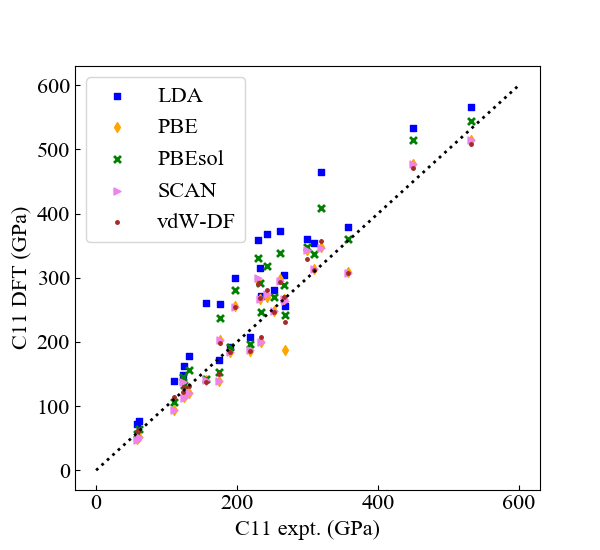 600
500
400
300
200
100
0
C11 DFT (GPa)
LDA
PBE
PBEsol
SCAN
vdW-DF
0 200 400 600
C11 expt. (GPa)